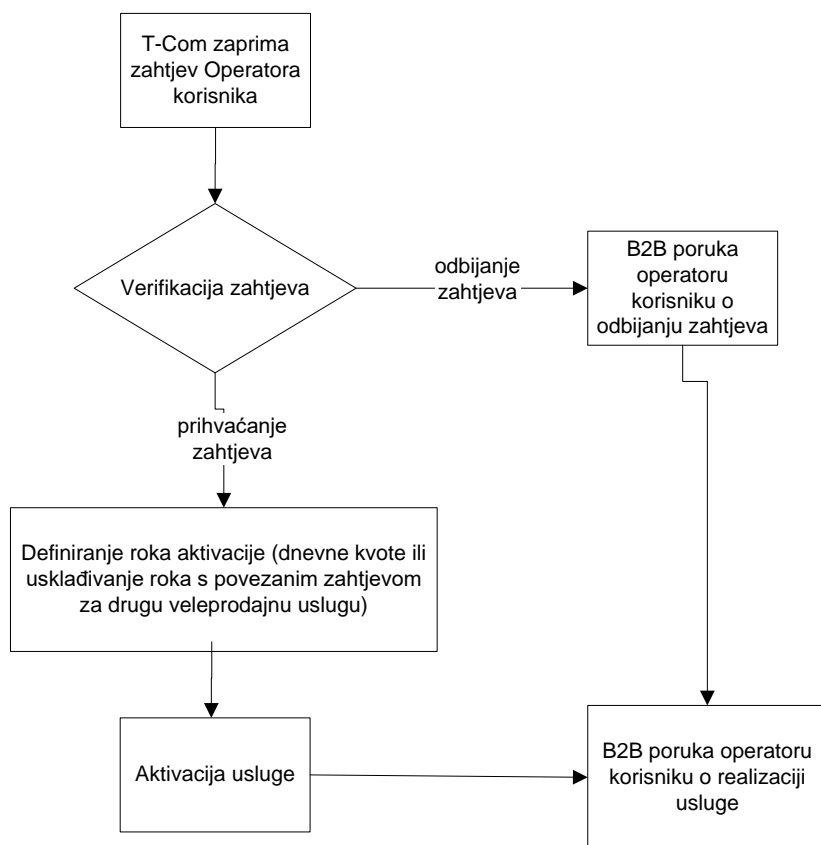 T-Com zaprima
zahtjev Operatora
korisnika
Verifikacija zahtjeva
odbijanje
zahtjeva
B2B poruka
operatoru
korisniku o
odbijanju zahtjeva
prihvaćanje
zahtjeva
Definiranje roka aktivacije (dnevne kvote ili
usklađivanje roka s povezanim zahtjevom
za drugu veleprodajnu uslugu)
Aktivacija usluge
B2B poruka operatoru
korisniku o realizaciji
usluge